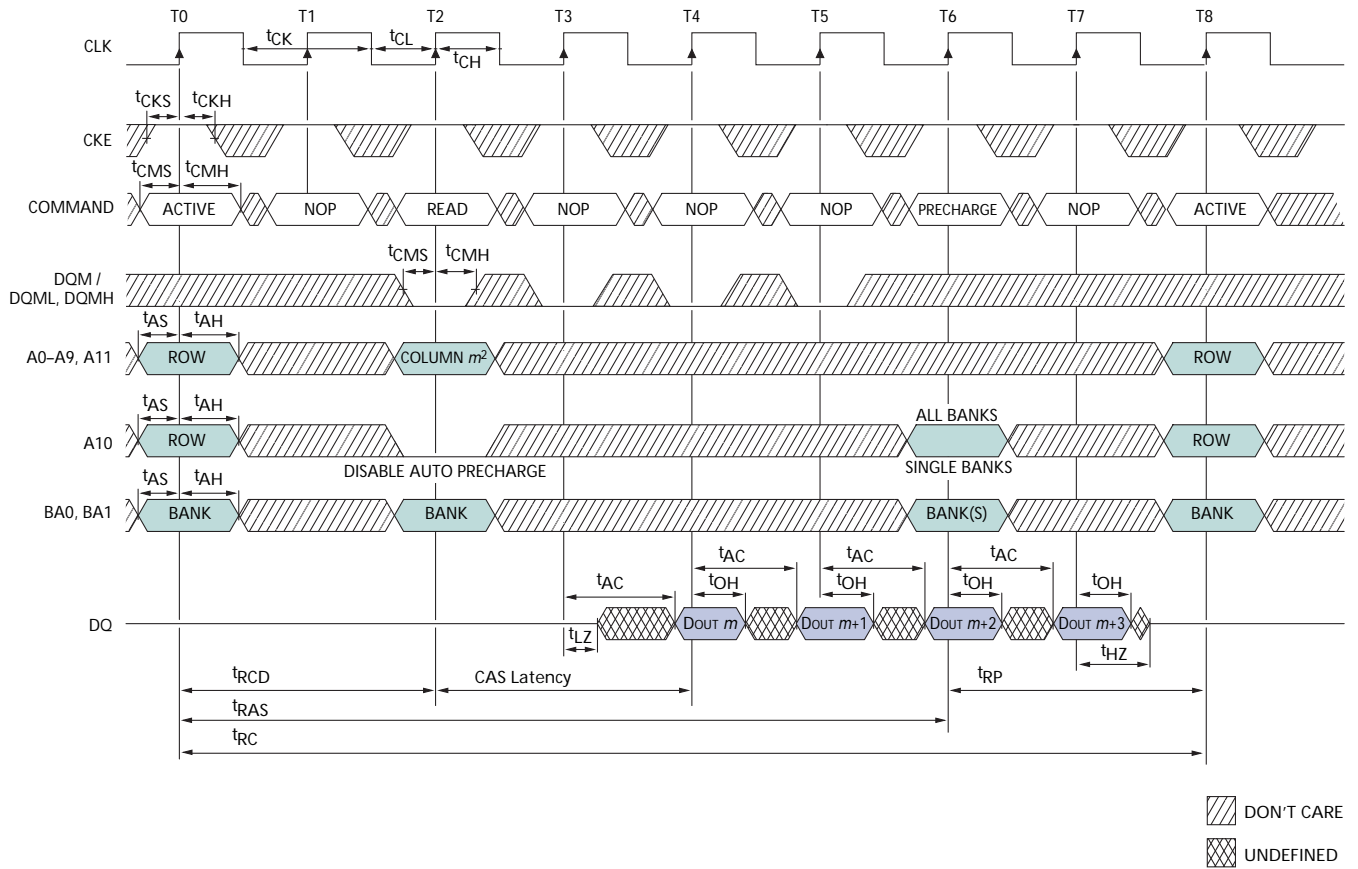 T0 T1 T2 T3 T4 T5 T6 T7 T8
CLK
tCK tCL
tCH
tCKS tCKH
CKE
tCMS tCMH
COMMAND ACTIVE NOP READ NOP NOP NOP PRECHARGE NOP ACTIVE
tCMS tCMH
DQM /
DQML, DQMH
tAS tAH
A0–A9, A11 ROW COLUMN m2 ROW
tAS tAH ALL BANKS
A10 ROW ROW
DISABLE AUTO PRECHARGE SINGLE BANKS
tAS tAH
BA0, BA1 BANK BANK BANK(S) BANK
tAC tAC tAC
tAC tOH tOH tOH tOH
DQ DOUT m DOUT m+1 DOUT m+2 DOUT m+3
tLZ tHZ
tRCD CAS Latency tRP
tRAS
tRC
DON'T CARE
UNDEFINED